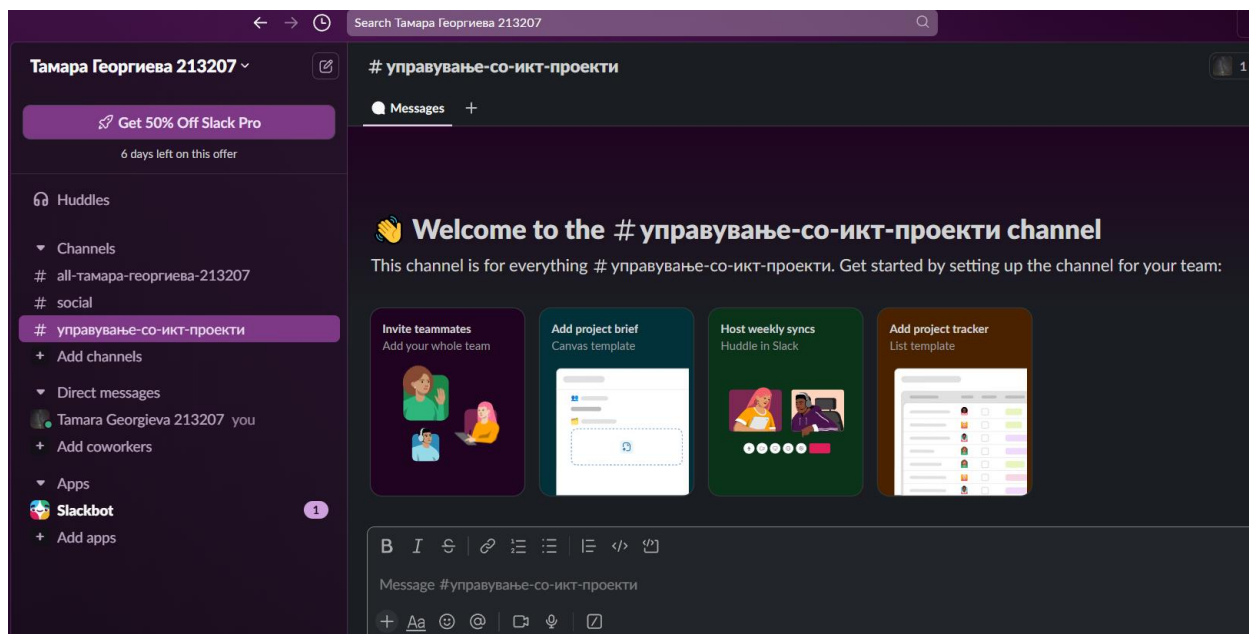 Search Тамара Георгиева 213207
Тамара Георгиева 213207
Get 50% Off Slack Pro
6 days left on this offer
Huddles
Channels
# all-тамара-георгиева-213207
# social
# управување-со-икт-проекти
+ Add channels
Direct messages
Tamara Georgieva 213207 you
+ Add coworkers
Apps
Slackbot 1
+ Add apps
# управување-со-икт-проекти
1
Messages +
Welcome to the # управување-со-икт-проекти channel
This channel is for everything # управување-со-икт-проекти. Get started by setting up the channel for your team:
Invite teammates
Add your whole team
Add project brief
Canvas template
Host weekly syncs
Huddle in Slack
Add project tracker
List template
B I S
Message #управување-со-икт-проекти
+ Aa @